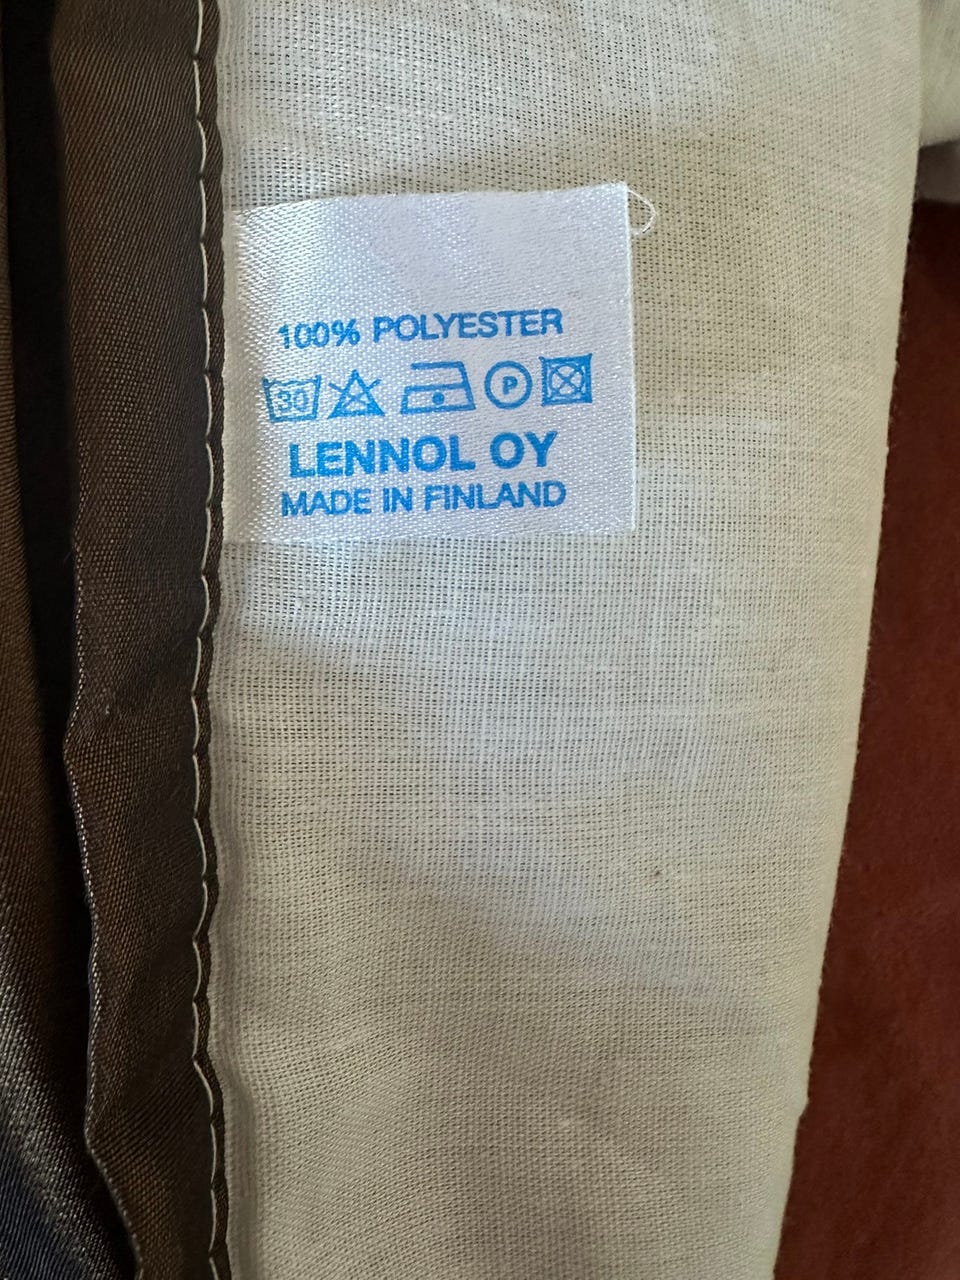 100% POLYESTER
30 P
LENNOL OY
MADE IN FINLAND